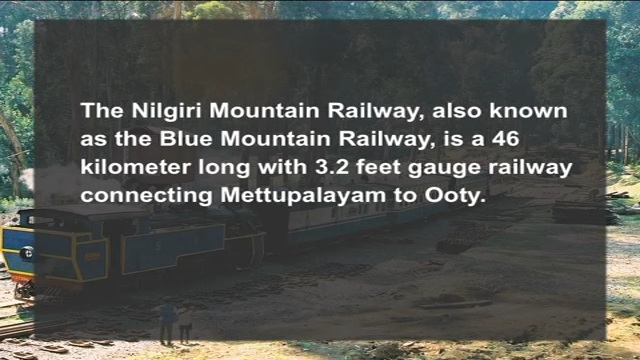 The Nilgiri Mountain Railway, also known
as the Blue Mountain Railway, is a 46
kilometer long with 3.2 feet gauge railway
connecting Mettupalayam to Ooty.